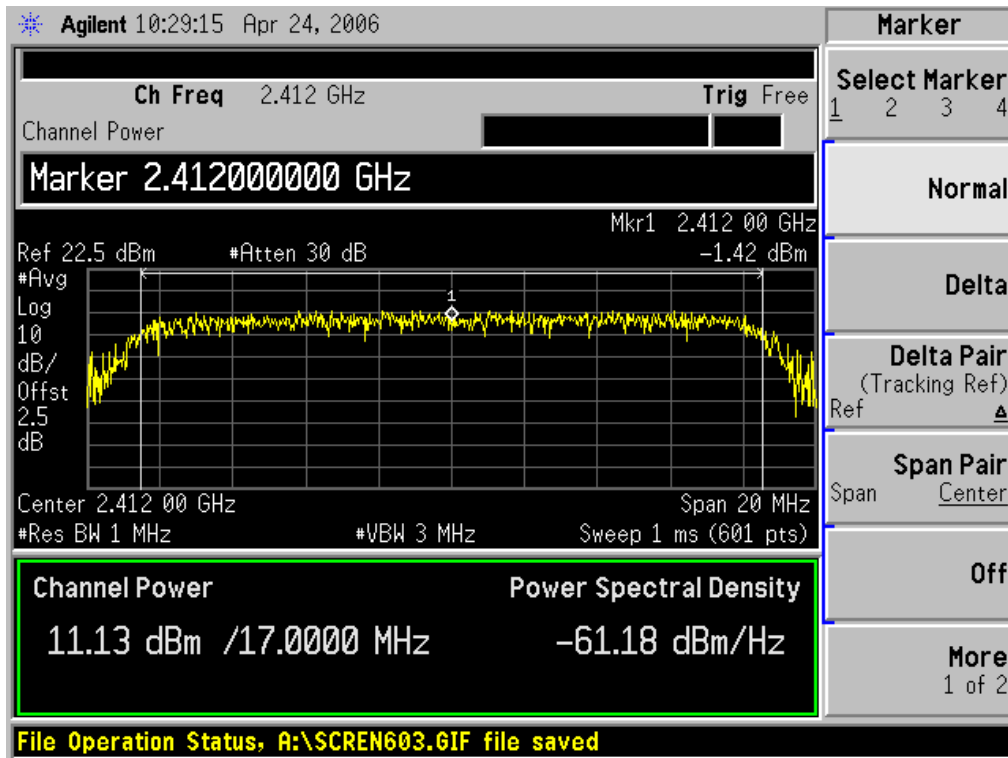 Agilent 10:29:15 Apr 24, 2006
Ch Freq 2.412 GHz Trig Free
Channel Power
Marker 2.412000000 GHz
Mkr1 2.412 00 GHz
Ref 22.5 dBm #Atten 30 dB -1.42 dBm
#Avg
Log
10
dB/
Offst
2.5
dB
1
Center 2.412 00 GHz Span 20 MHz
#Res BW 1 MHz #VBW 3 MHz Sweep 1 ms (601 pts)
Channel Power Power Spectral Density
11.13 dBm /17.0000 MHz -61.18 dBm/Hz
File Operation Status, A:\SCREN603.GIF file saved
Marker
Select Marker
1 2 3 4
Normal
Delta
Delta Pair
(Tracking Ref)
Ref Δ
Span Pair
Span Center
Off
More
1 of 2